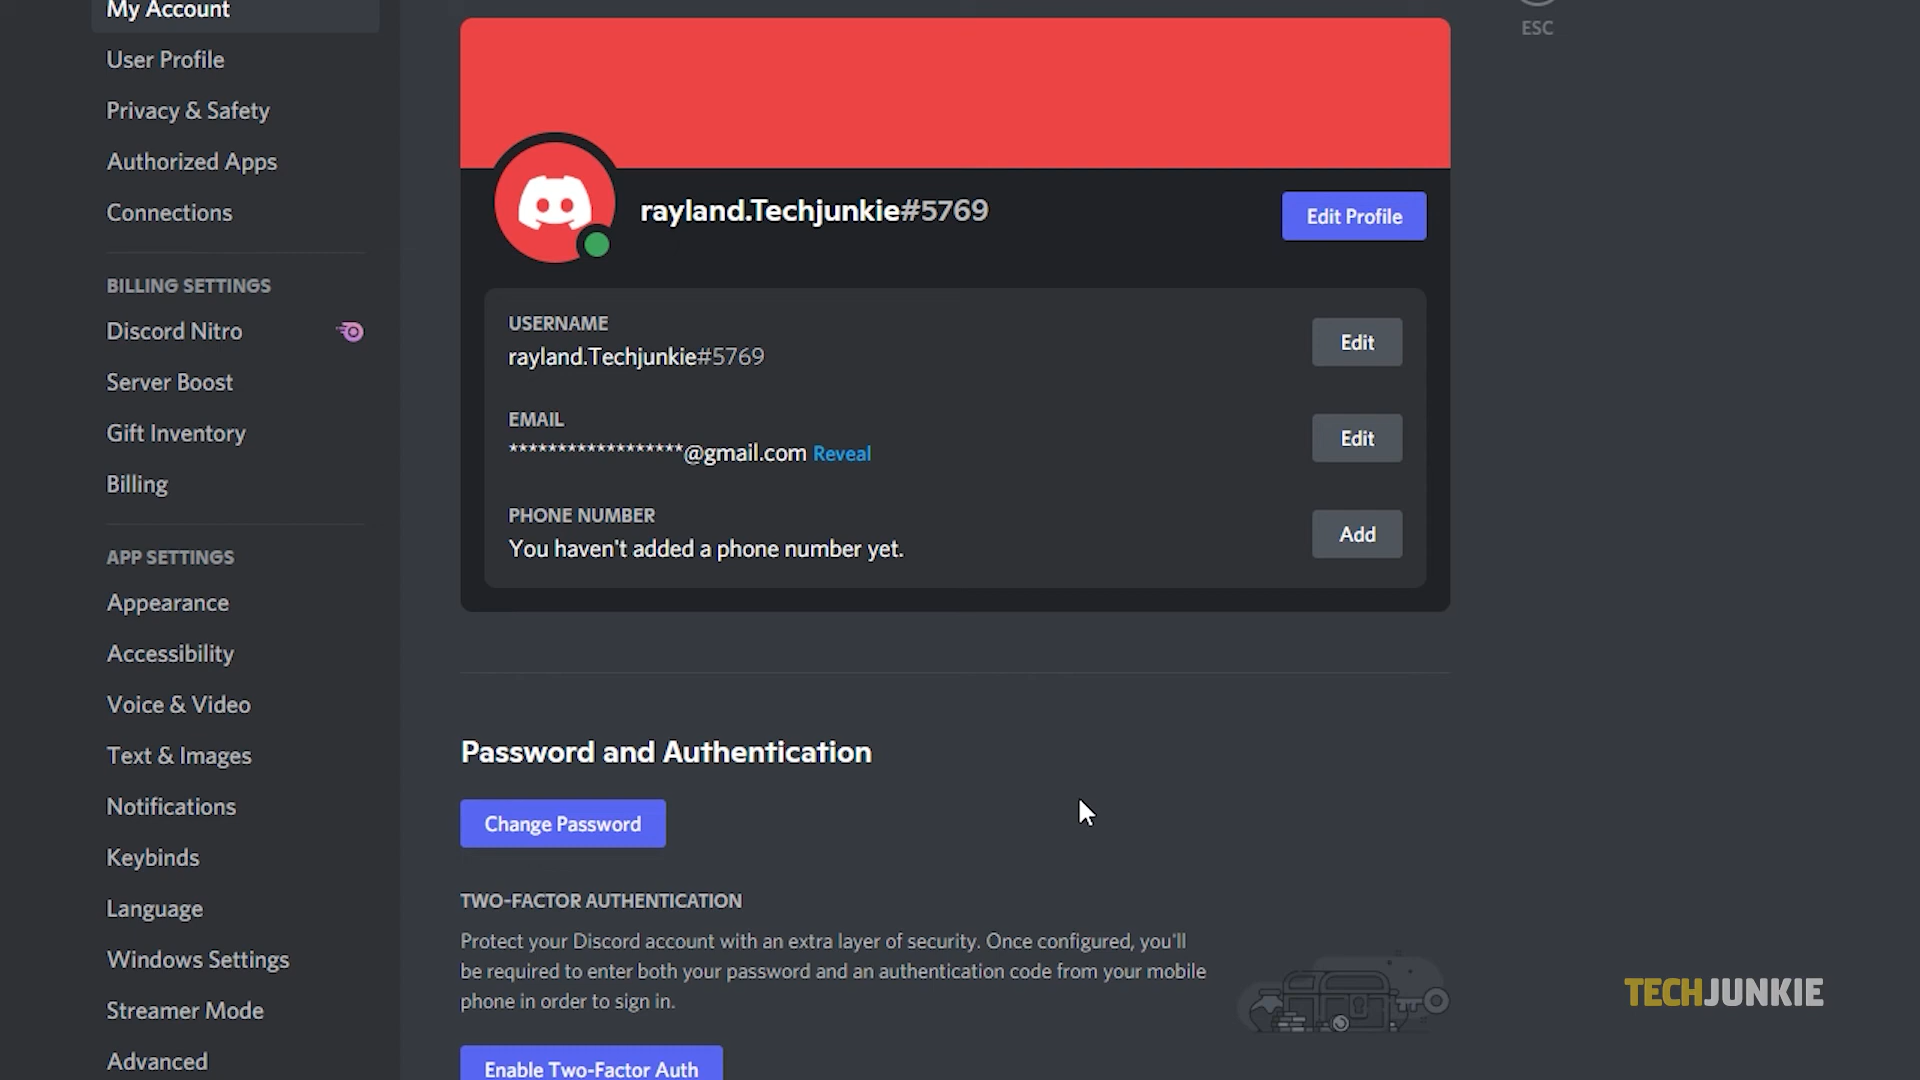 My Account
User Profile
Privacy & Safety
Authorized Apps
Connections
BILLING SETTINGS
Discord Nitro
Server Boost
Gift Inventory
Billing
APP SETTINGS
Appearance
Accessibility
Voice & Video
Text & Images
Notifications
Keybinds
Language
Windows Settings
Streamer Mode
Advanced
ESC
rayland.Techjunkie#5769
Edit Profile
USERNAME
rayland.Techjunkie#5769
Edit
EMAIL
******************@gmail.com Reveal
Edit
PHONE NUMBER
You haven't added a phone number yet.
Add
Password and Authentication
Change Password
TWO-FACTOR AUTHENTICATION
Protect your Discord account with an extra layer of security. Once configured, you'll
be required to enter both your password and an authentication code from your mobile
phone in order to sign in.
Enable Two-Factor Auth
TECHJUNKIE